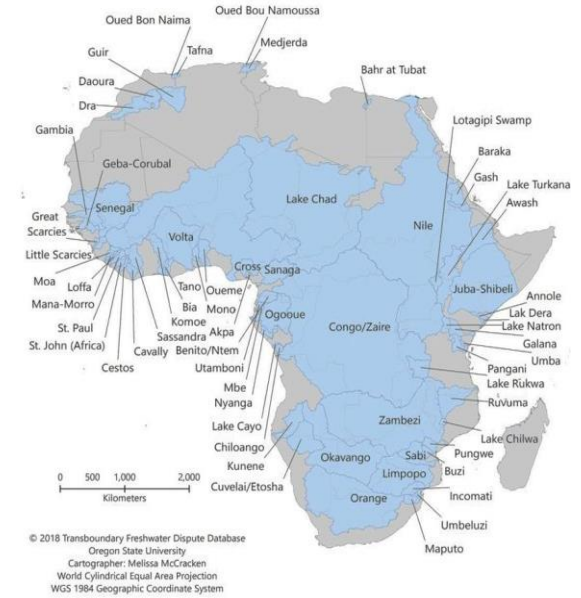 Oued Bou Namoussa
Oued Bon Naima
Tafna
Medjerda
Guir
Bahr at Tubat
Daoura
Dra
Lotagipi Swamp
Gambia
Baraka
Geba-Corubal
Gash
Lake Turkana
Lake Chad
Awash
Senegal
Great
Scarcies
Nile
Volta
Little Scarcies
Cross
Sanaga
Moa
Juba-Shibeli
Loffa
Tano
Oueme
Annole
Mana-Morro
Bia
Mono
Ogooue
Lak Dera
St. Paul
Komoe
Congo/Zaire
Lake Natron
Sassandra
Akpa
Galana
St. John (Africa)
Cavally
Benito/Ntem
Umba
Cestos
Utamboni
Pangani
Mbe
Lake Rukwa
Nyanga
Ruvuma
Lake Cayo
Zambezi
Chiloango
Lake Chilwa
Kunene
Okavango
Sabi
Pungwe
Cuvelai/Etosha
Limpopo
Buzi
Orange
Incomati
Umbeluzi
Maputo
0 500 1,000 2,000
Kilometers
© 2018 Transboundary Freshwater Dispute Database
Oregon State University
Cartographer: Melissa McCracken
World Cylindrical Equal Area Projection
WGS 1984 Geographic Coordinate System